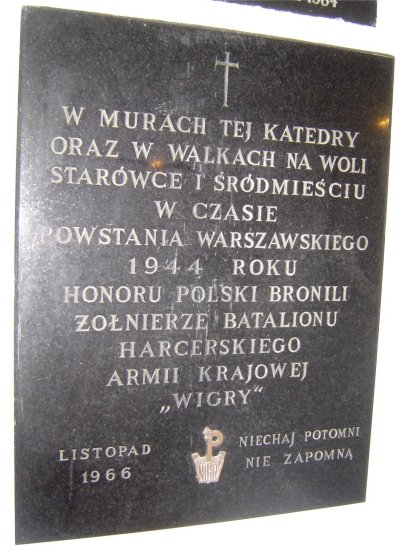 W MURACH TEJ KATEDRY
ORAZ W WALKACH NA WOLI
STARÓWCE I ŚRÓDMIEŚCIU
W CZASIE
POWSTANIA WARSZAWSKIEGO
1944 ROKU
HONORU POLSKI BRONILI
ŻOŁNIERZE BATALIONU
HARCERSKIEGO
ARMII KRAJOWEJ
„WIGRY“
LISTOPAD
1966
NIECHAJ POTOMNI
NIE ZAPOMNĄ